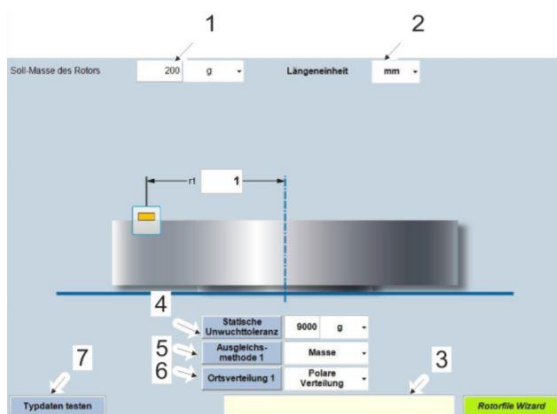 1
2
Soll-Masse des Rotors 200 g Längeneinheit mm
r1 1
4
Statische Unwuchttoleranz 9000 g
5
Ausgleichs-methode 1 Masse
6
Ortsverteilung 1 Polare Verteilung
3
7
Typdaten testen Rotorfile Wizard